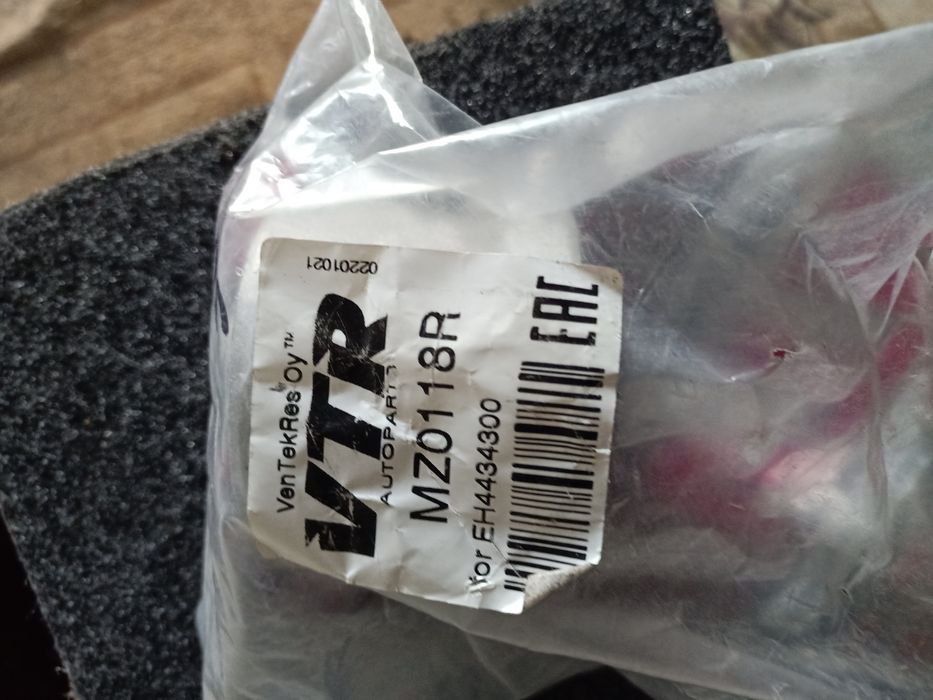 02201021
VenTekRes Oy™
VTR
AUTOPARTS
MZ0118R
for EH4434300
EAC